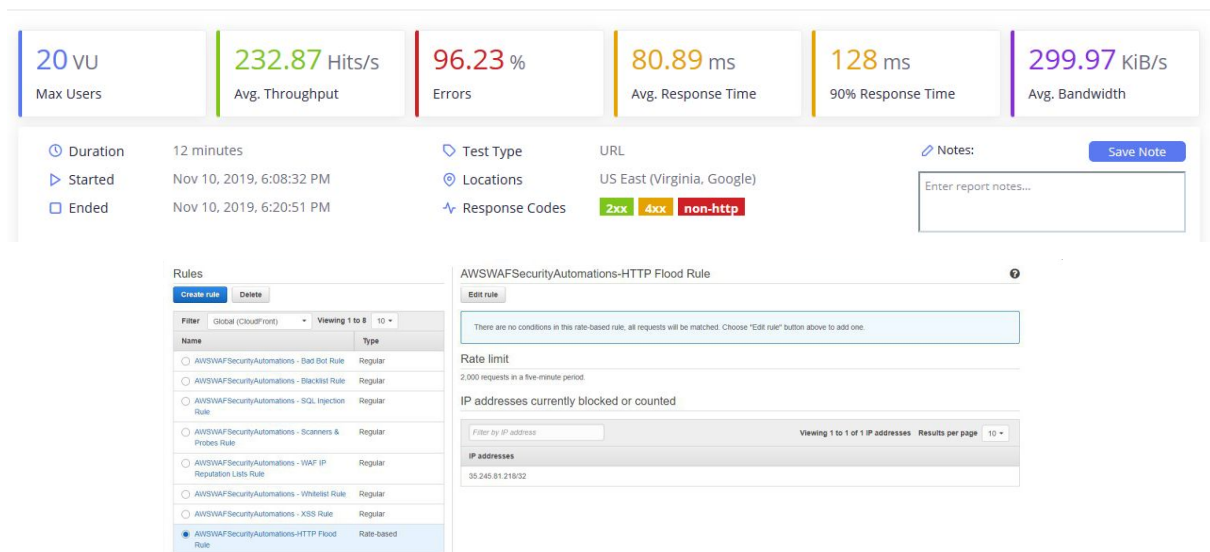 20 VU
Max Users
232.87 Hits/s
Avg. Throughput
96.23 %
Errors
80.89 ms
Avg. Response Time
128 ms
90% Response Time
299.97 KiB/s
Avg. Bandwidth
Duration 12 minutes
Started Nov 10, 2019, 6:08:32 PM
Ended Nov 10, 2019, 6:20:51 PM
Test Type URL
Locations US East (Virginia, Google)
Response Codes 2xx 4xx non-http
Notes: Save Note
Enter report notes...
Rules
Create rule Delete
Filter Global (CloudFront) Viewing 1 to 8 10
Name Type
AWSWAFSecurityAutomations - Bad Bot Rule Regular
AWSWAFSecurityAutomations - Blacklist Rule Regular
AWSWAFSecurityAutomations - SQL Injection Regular
Rule
AWSWAFSecurityAutomations - Scanners & Regular
Probes Rule
AWSWAFSecurityAutomations - WAF IP Regular
Reputation Lists Rule
AWSWAFSecurityAutomations - Whitelist Rule Regular
AWSWAFSecurityAutomations - XSS Rule Regular
AWSWAFSecurityAutomations-HTTP Flood Rate-based
Rule
AWSWAFSecurityAutomations-HTTP Flood Rule
Edit rule
There are no conditions in this rate-based rule, all requests will be matched. Choose "Edit rule" button above to add one.
Rate limit
2,000 requests in a five-minute period.
IP addresses currently blocked or counted
Filter by IP address Viewing 1 to 1 of 1 IP addresses Results per page 10
IP addresses
35.245.81.218/32